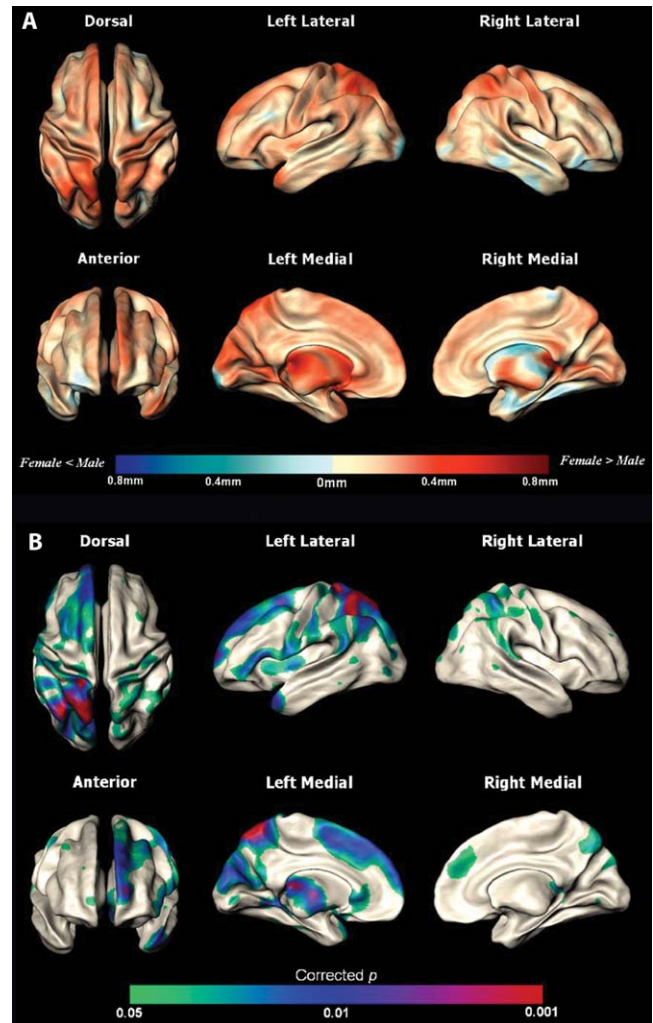 A
Dorsal Left Lateral Right Lateral
Anterior Left Medial Right Medial
Female < Male Female > Male
0.8mm 0.4mm 0mm 0.4mm 0.8mm
B
Dorsal Left Lateral Right Lateral
Anterior Left Medial Right Medial
Corrected p
0.05 0.01 0.001